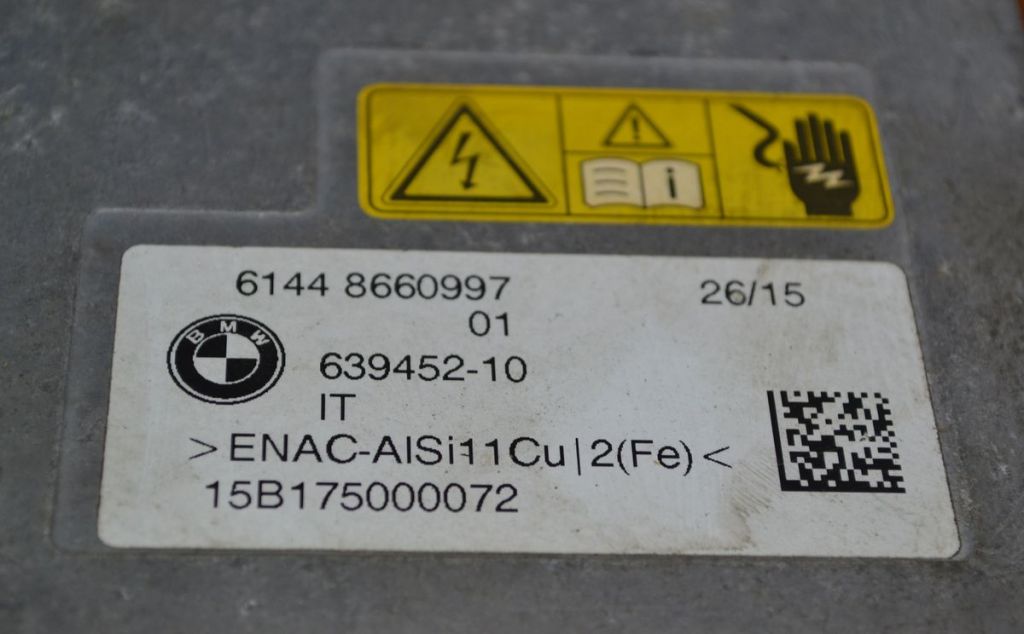 i
6144 8660997
26/15
01
BMW
639452-10
IT
>ENAC-AlSi11Cu|2(Fe)<
15B175000072